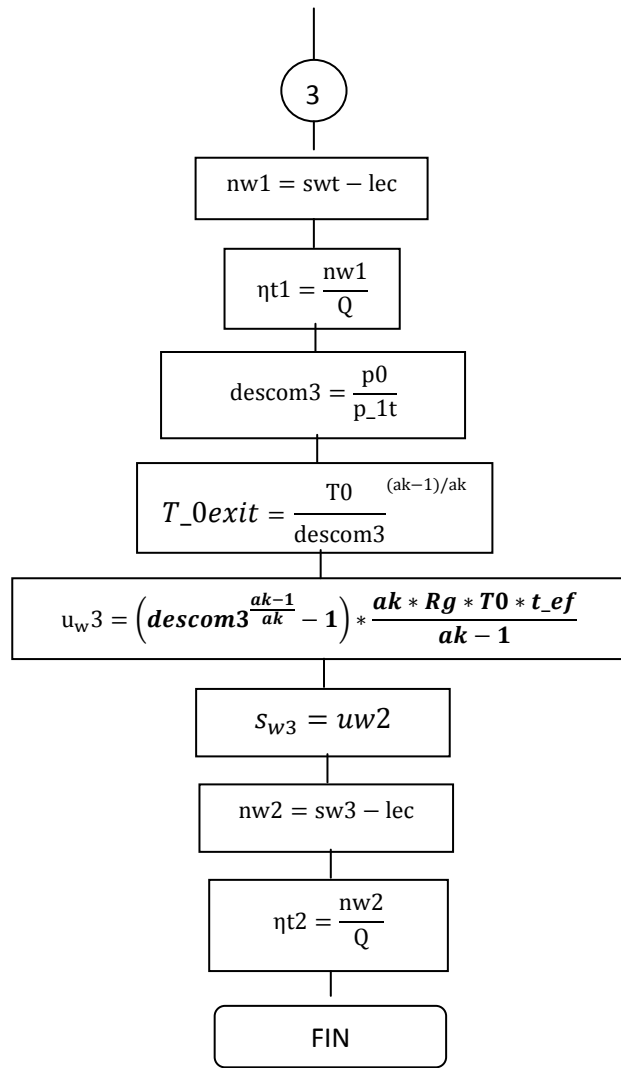 3
nw1 = swt − lec
ηt1 = nw1/Q
descom3 = p0/p_1t
T_0exit = T0/descom3^(ak−1)/ak
u_w3 = (descom3^((ak−1)/ak) − 1) * (ak * Rg * T0 * t_ef)/(ak − 1)
s_w3 = uw2
nw2 = sw3 − lec
ηt2 = nw2/Q
FIN